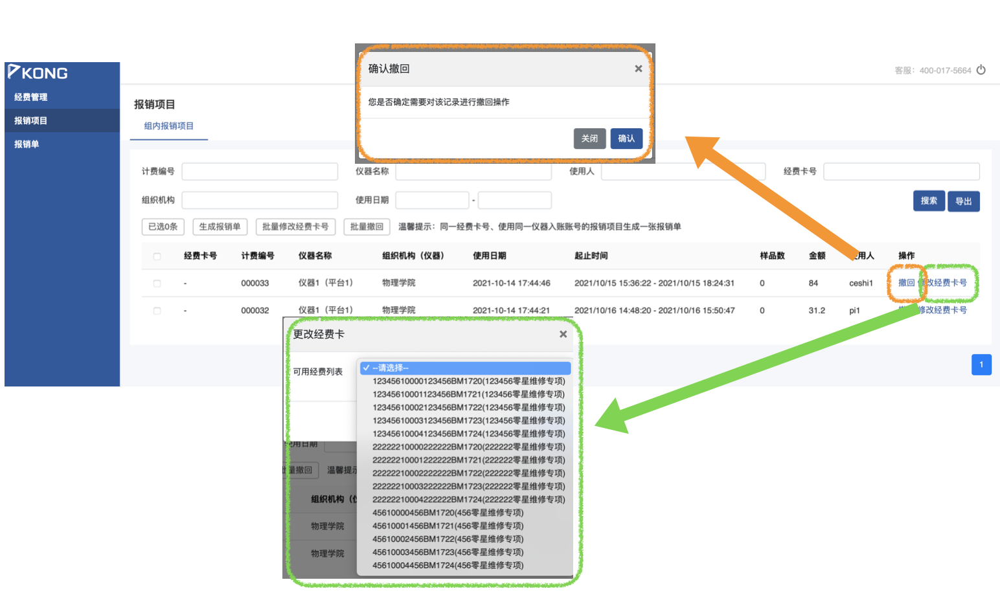 KONG
经费管理
报销项目
报销单
客服：400-017-5664
报销项目
组内报销项目
确认撤回
您是否确定需要对该记录进行撤回操作
关闭 确认
计费编号 仪器名称 使用人 经费卡号
组织机构 使用日期 - 搜索 导出
已选0条 生成报销单 批量修改经费卡号 批量撤回 温馨提示：同一经费卡号、使用同一仪器入账账号的报销项目生成一张报销单
经费卡号 计费编号 仪器名称 组织机构（仪器） 使用日期 起止时间 样品数 金额 用人 操作
- 000033 仪器1（平台1） 物理学院 2021-10-14 17:44:46 2021/10/15 15:36:22 - 2021/10/15 18:24:31 0 84 ceshi1 撤回 修改经费卡号
- 000032 仪器1（平台1） 物理学院 2021-10-14 17:44:21 2021/10/16 14:48:20 - 2021/10/16 15:50:47 0 31.2 pi1 修改经费卡号
1
更改经费卡
可用经费列表
--请选择--
12345610000123456BM1720(123456零星维修专项)
12345610001123456BM1721(123456零星维修专项)
12345610002123456BM1722(123456零星维修专项)
12345610003123456BM1723(123456零星维修专项)
12345610004123456BM1724(123456零星维修专项)
22222210000222222BM1720(222222零星维修专项)
22222210001222222BM1721(222222零星维修专项)
22222210002222222BM1722(222222零星维修专项)
22222210003222222BM1723(222222零星维修专项)
22222210004222222BM1724(222222零星维修专项)
45610000456BM1720(456零星维修专项)
45610001456BM1721(456零星维修专项)
45610002456BM1722(456零星维修专项)
45610003456BM1723(456零星维修专项)
45610004456BM1724(456零星维修专项)
使用日期
批量撤回 温馨提示
组织机构（仪
物理学院
物理学院